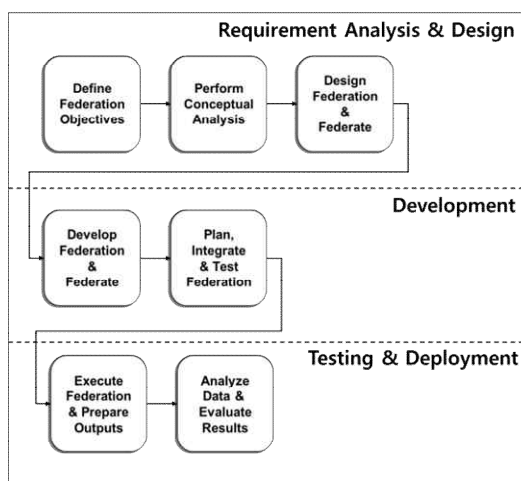 Requirement Analysis & Design
Define
Federation
Objectives
Perform
Conceptual
Analysis
Design
Federation
&
Federate
Development
Develop
Federation
&
Federate
Plan,
Integrate
& Test
Federation
Testing & Deployment
Execute
Federation
& Prepare
Outputs
Analyze
Data &
Evaluate
Results